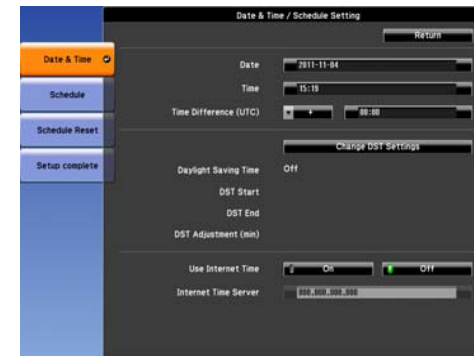 Date & Time / Schedule Setting
Return
Date & Time
Schedule
Schedule Reset
Setup complete
Date 2011-11-04
Time 15:19
Time Difference (UTC) + 00:00
Change DST Settings
Daylight Saving Time Off
DST Start
DST End
DST Adjustment (min)
Use Internet Time On Off
Internet Time Server 000.000.000.000